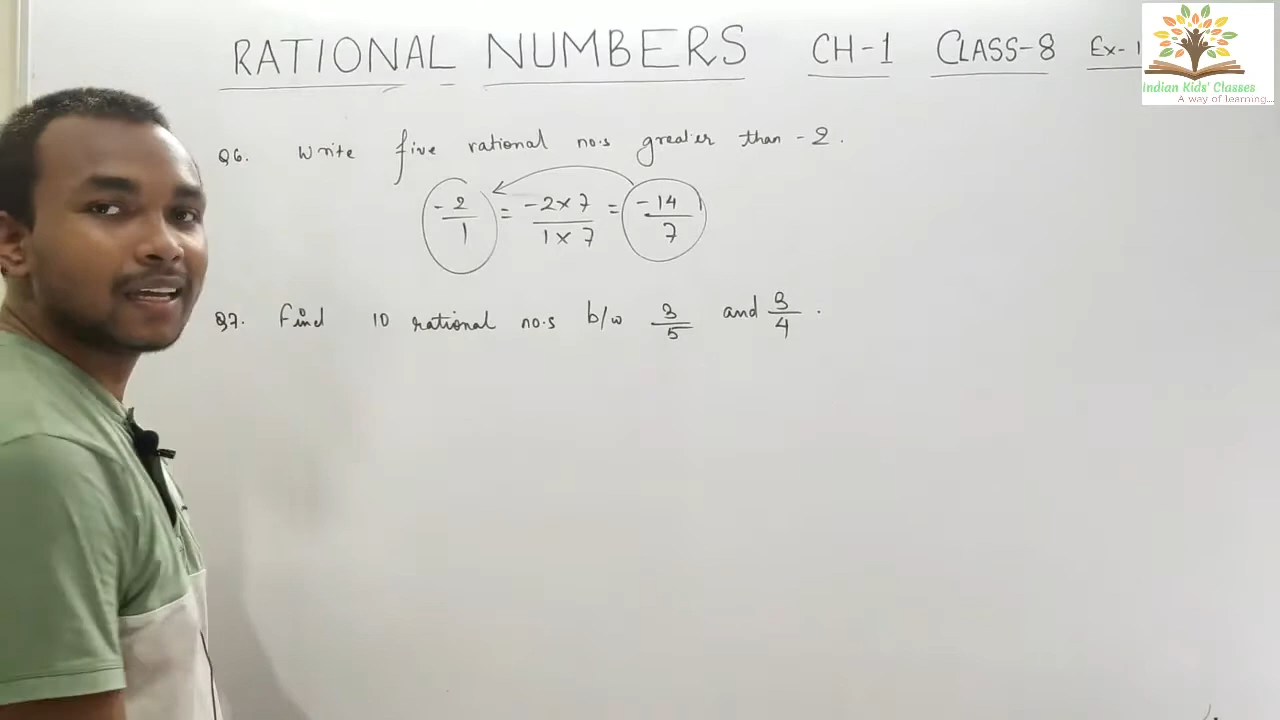 RATIONAL NUMBERS CH-1 CLASS-8 Ex-1
Indian Kids' Classes
A way of learning...
Q6. Write five rational no.s greater than -2.
-2/1 = -2×7/1×7 = -14/7
Q7. Find 10 rational no.s b/w 3/5 and 3/4.